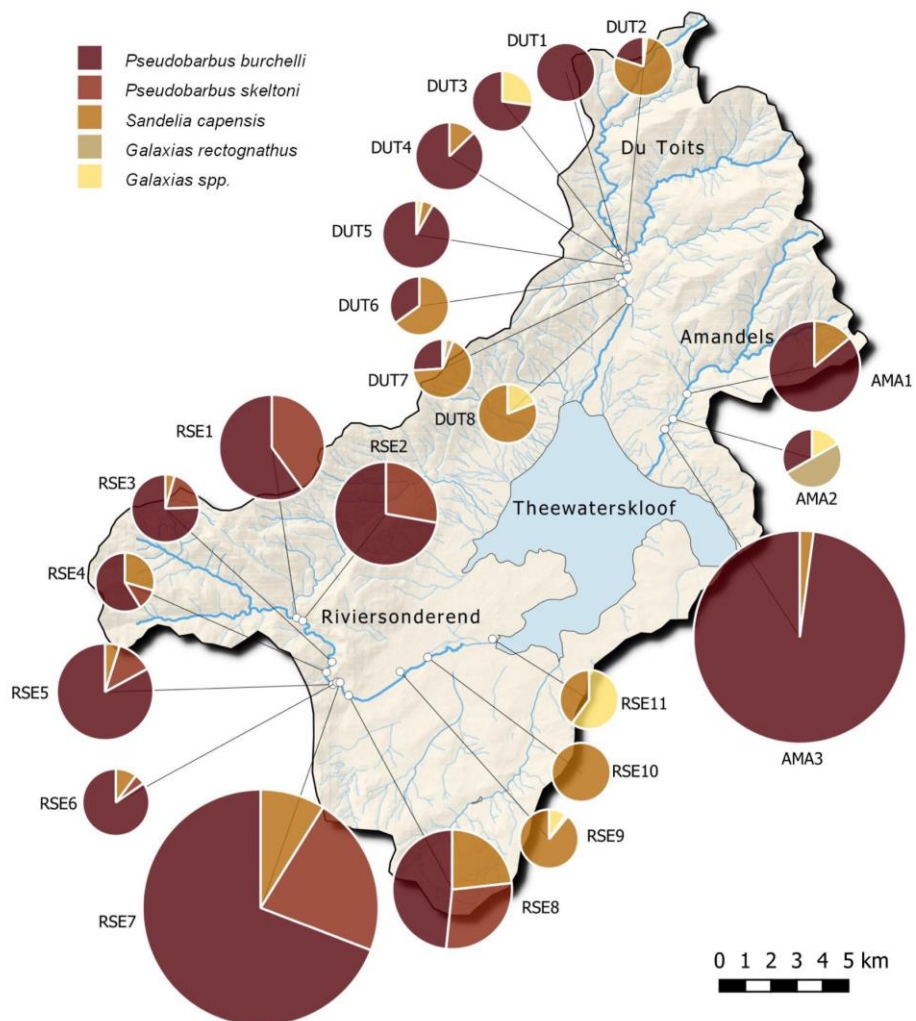 Pseudobarbus burchelli
Pseudobarbus skeltoni
Sandelia capensis
Galaxias rectognathus
Galaxias spp.
DUT1
DUT2
DUT3
DUT4
DUT5
DUT6
DUT7
DUT8
Du Toits
Amandels
AMA1
AMA2
AMA3
Theewaterskloof
Riviersonderend
RSE1
RSE2
RSE3
RSE4
RSE5
RSE6
RSE7
RSE8
RSE9
RSE10
RSE11
0 1 2 3 4 5 km